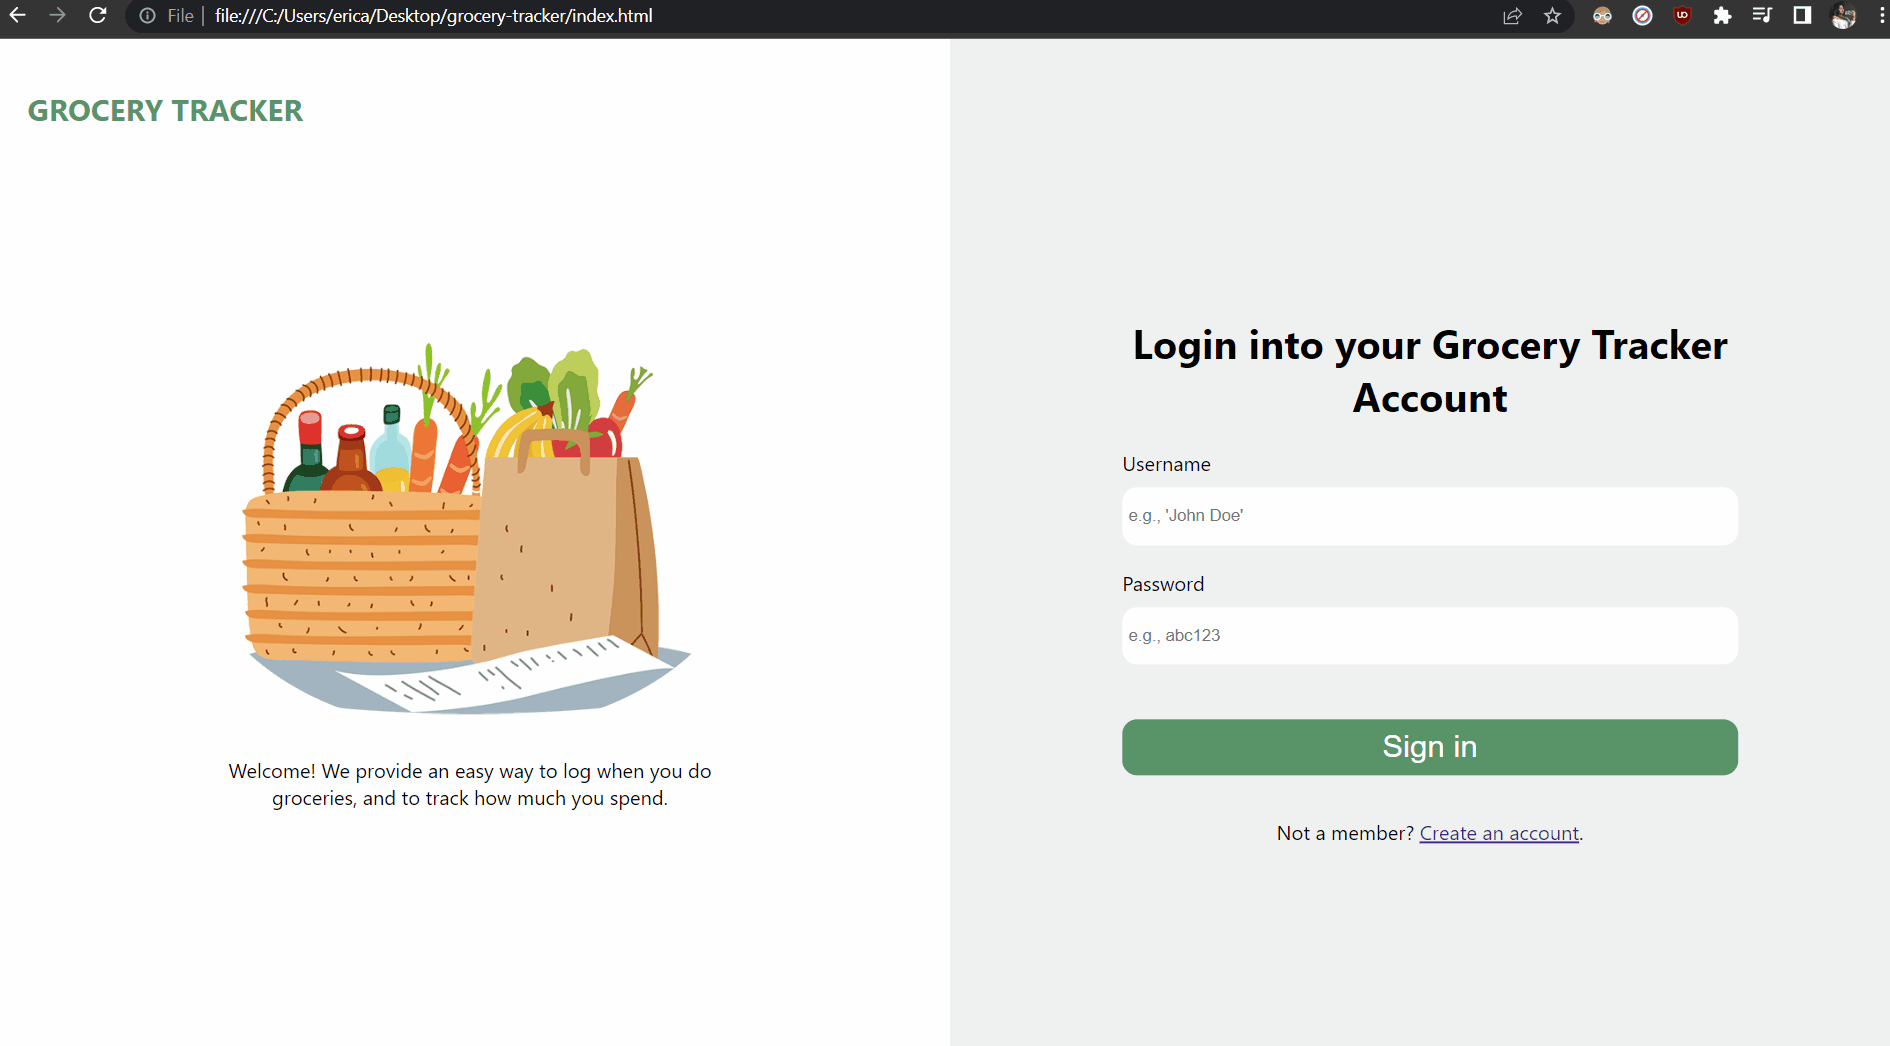 File | file:///C:/Users/erica/Desktop/grocery-tracker/index.html
GROCERY TRACKER
Welcome! We provide an easy way to log when you do
groceries, and to track how much you spend.
Login into your Grocery Tracker
Account
Username
e.g., 'John Doe'
Password
e.g., abc123
Sign in
Not a member? Create an account.